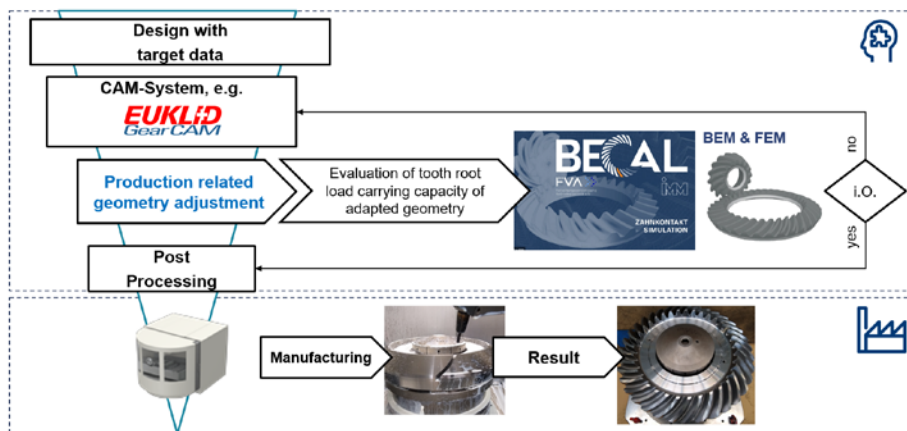 Design with
target data
CAM-System, e.g.
EUKLID
GearCAM
Production related
geometry adjustment
Evaluation of tooth root
load carrying capacity of
adapted geometry
BECAL
FVA
imm
ZAHNKONTAKT
SIMULATION
BEM & FEM
no
i.O.
yes
Post
Processing
Manufacturing
Result